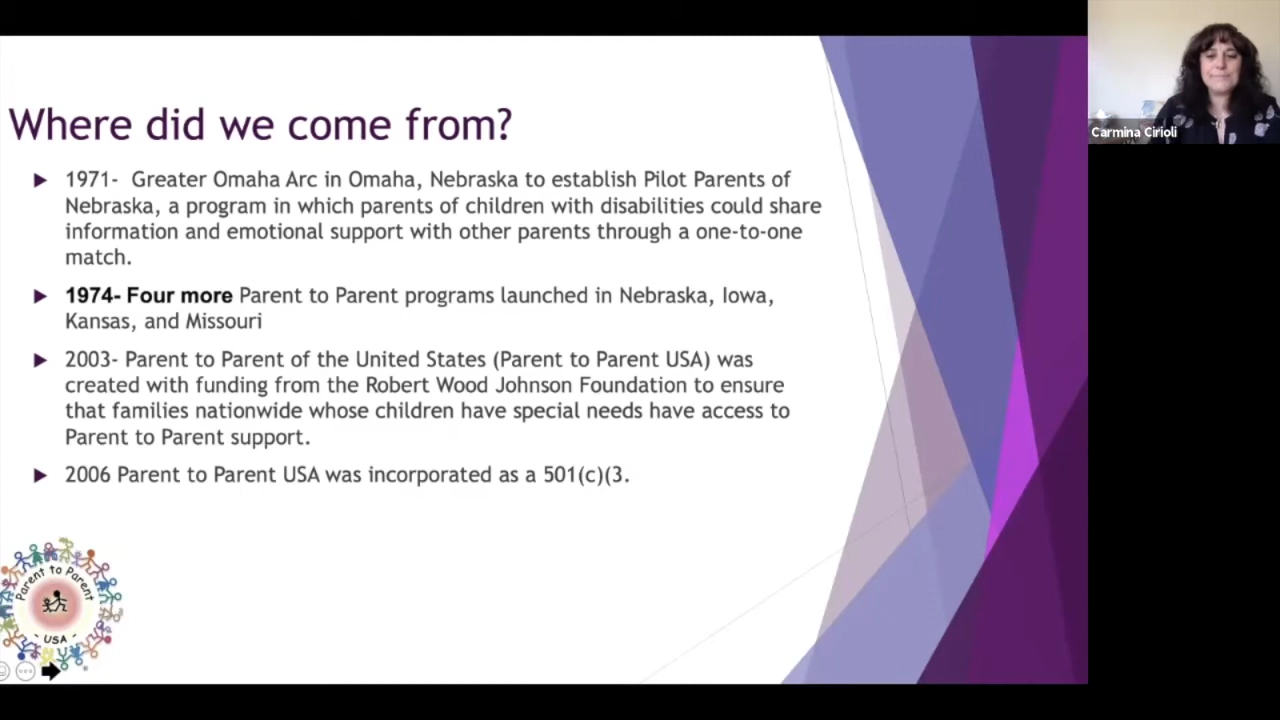 Where did we come from?
1971- Greater Omaha Arc in Omaha, Nebraska to establish Pilot Parents of
Nebraska, a program in which parents of children with disabilities could share
information and emotional support with other parents through a one-to-one
match.
1974- Four more Parent to Parent programs launched in Nebraska, Iowa,
Kansas, and Missouri
2003- Parent to Parent of the United States (Parent to Parent USA) was
created with funding from the Robert Wood Johnson Foundation to ensure
that families nationwide whose children have special needs have access to
Parent to Parent support.
2006 Parent to Parent USA was incorporated as a 501(c)(3.
Parent to Parent
- USA -
Carmina Cirioli